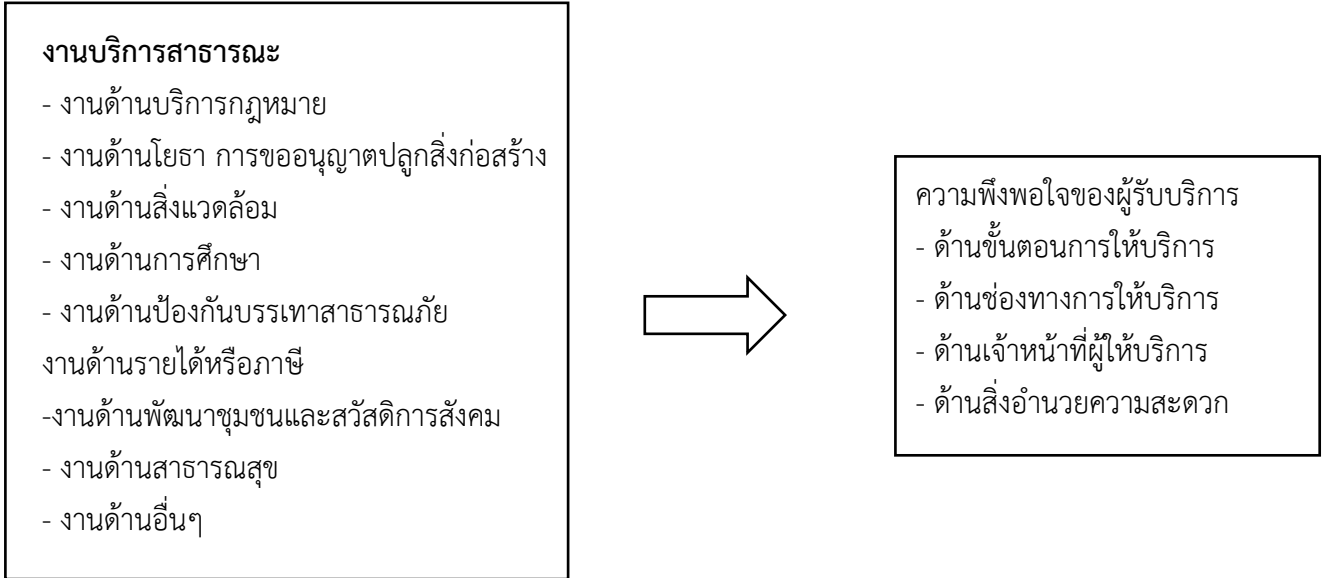 งานบริการสาธารณะ
- งานด้านบริการกฎหมาย
- งานด้านโยธา การขออนุญาตปลูกสิ่งก่อสร้าง
- งานด้านสิ่งแวดล้อม
- งานด้านการศึกษา
- งานด้านป้องกันบรรเทาสาธารณภัย
งานด้านรายได้หรือภาษี
-งานด้านพัฒนาชุมชนและสวัสดิการสังคม
- งานด้านสาธารณสุข
- งานด้านอื่นๆ
ความพึงพอใจของผู้รับบริการ
- ด้านขั้นตอนการให้บริการ
- ด้านช่องทางการให้บริการ
- ด้านเจ้าหน้าที่ผู้ให้บริการ
- ด้านสิ่งอำนวยความสะดวก